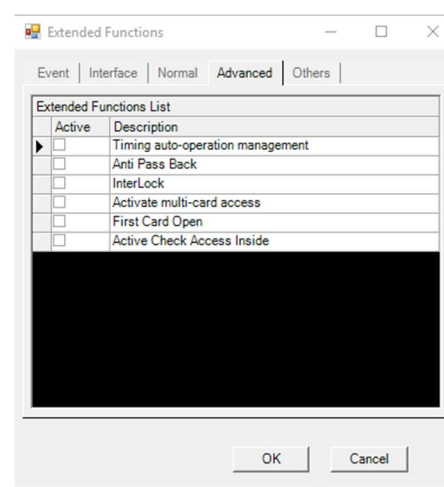 Extended Functions
Event Interface Normal Advanced Others
Extended Functions List
Active Description
Timing auto-operation management
Anti Pass Back
InterLock
Activate multi-card access
First Card Open
Active Check Access Inside
OK Cancel